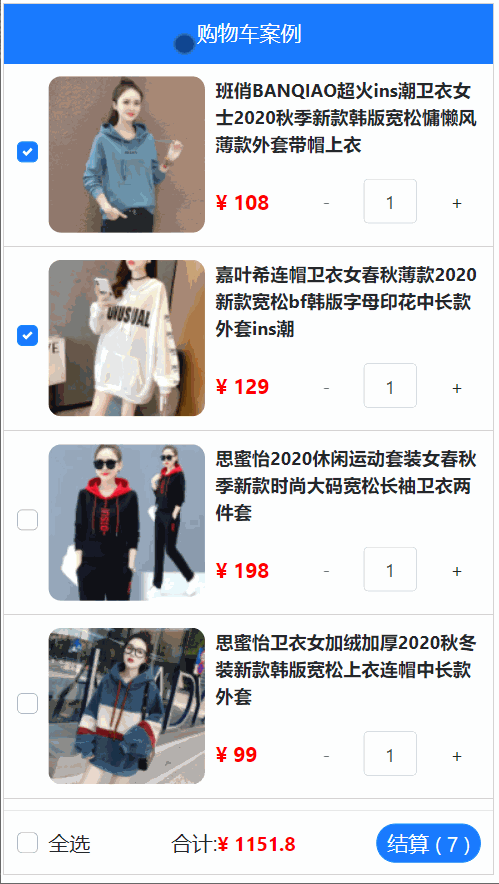 购物车案例
班俏BANQIAO超火ins潮卫衣女
士2020秋季新款韩版宽松慵懒风
薄款外套带帽上衣
¥ 108 - 1 +
UNUSUAL
嘉叶希连帽卫衣女春秋薄款2020
新款宽松bf韩版字母印花中长款
外套ins潮
¥ 129 - 1 +
思蜜怡2020休闲运动套装女春秋
季新款时尚大码宽松长袖卫衣两
件套
¥ 198 - 1 +
思蜜怡卫衣女加绒加厚2020秋冬
装新款韩版宽松上衣连帽中长款
外套
¥ 99 - 1 +
全选 合计:¥ 1151.8 结算 ( 7 )